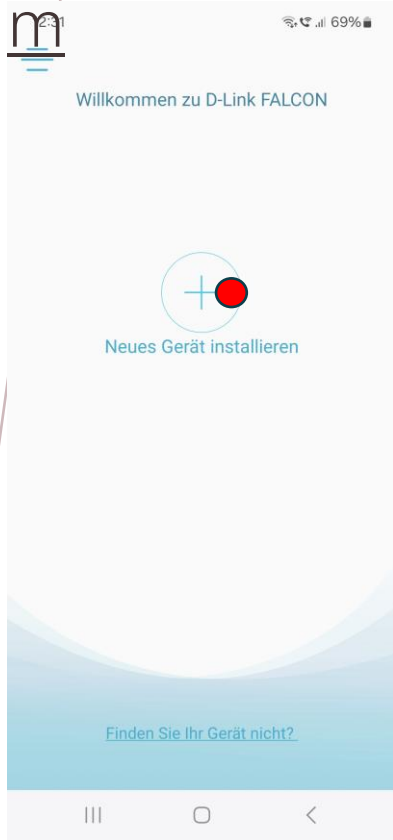 m
69%
Willkommen zu D-Link FALCON
Neues Gerät installieren
Finden Sie Ihr Gerät nicht?